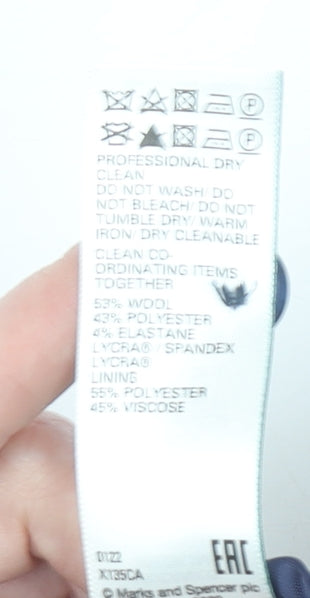 PROFESSIONAL DRY
CLEAN
DO NOT WASH/ DO
NOT BLEACH/ DO NOT
TUMBLE DRY/ WARM
IRON/ DRY CLEANABLE
CLEAN CO-
ORDINATING ITEMS
TOGETHER
53% WOOL
43% POLYESTER
4% ELASTANE
LYCRA® / SPANDEX
LYCRA®
LINING
55% POLYESTER
45% VISCOSE
0122
X135CA
EAC
© Marks and Spencer plc